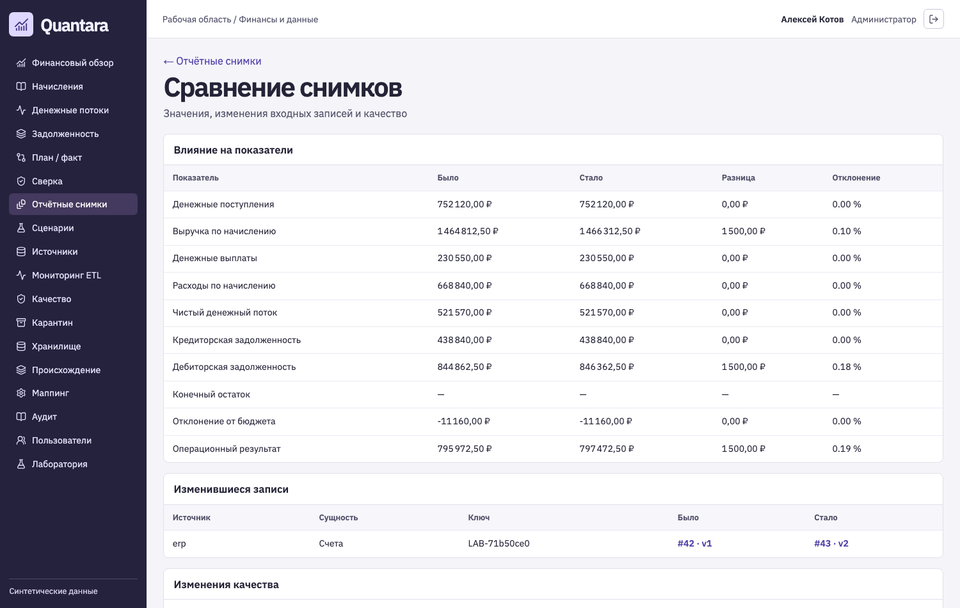 Quantara
Финансовый обзор
Начисления
Денежные потоки
Задолженность
План / факт
Сверка
Отчётные снимки
Сценарии
Источники
Мониторинг ETL
Качество
Карантин
Хранилище
Происхождение
Маппинг
Аудит
Пользователи
Лаборатория
Синтетические данные
Рабочая область / Финансы и данные
Алексей Котов Администратор
← Отчётные снимки
Сравнение снимков
Значения, изменения входных записей и качество
Влияние на показатели
Показатель Было Стало Разница Отклонение
Денежные поступления 752 120,00 ₽ 752 120,00 ₽ 0,00 ₽ 0.00 %
Выручка по начислению 1 464 812,50 ₽ 1 466 312,50 ₽ 1 500,00 ₽ 0.10 %
Денежные выплаты 230 550,00 ₽ 230 550,00 ₽ 0,00 ₽ 0.00 %
Расходы по начислению 668 840,00 ₽ 668 840,00 ₽ 0,00 ₽ 0.00 %
Чистый денежный поток 521 570,00 ₽ 521 570,00 ₽ 0,00 ₽ 0.00 %
Кредиторская задолженность 438 840,00 ₽ 438 840,00 ₽ 0,00 ₽ 0.00 %
Дебиторская задолженность 844 862,50 ₽ 846 362,50 ₽ 1 500,00 ₽ 0.18 %
Конечный остаток — — — —
Отклонение от бюджета -11 160,00 ₽ -11 160,00 ₽ 0,00 ₽ 0.00 %
Операционный результат 795 972,50 ₽ 797 472,50 ₽ 1 500,00 ₽ 0.19 %
Изменившиеся записи
Источник Сущность Ключ Было Стало
erp Счета LAB-71b50ce0 #42 · v1 #43 · v2
Изменения качества